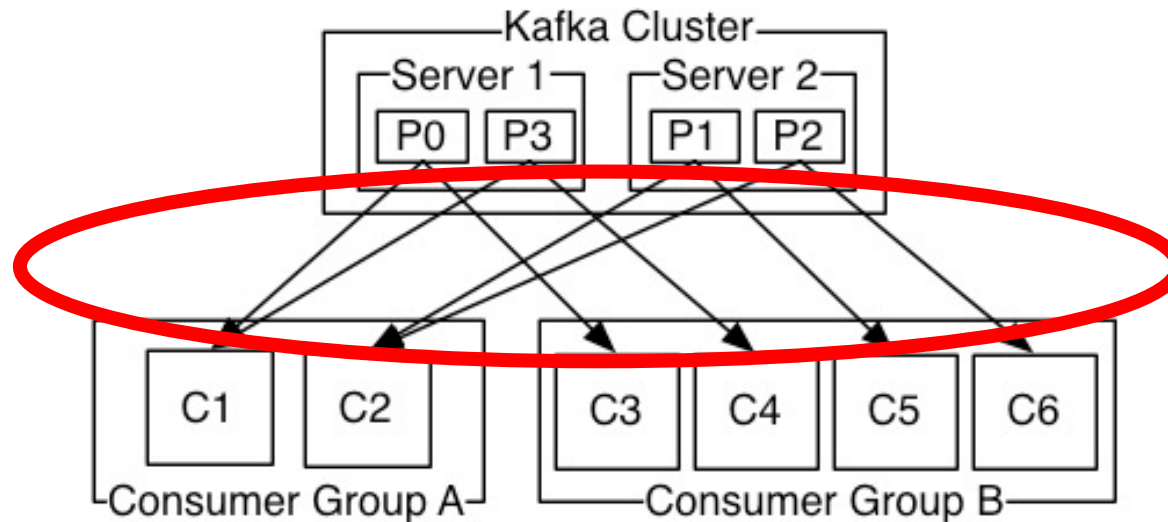 Kafka Cluster
Server 1 Server 2
P0 P3 P1 P2
C1 C2 C3 C4 C5 C6
Consumer Group A Consumer Group B